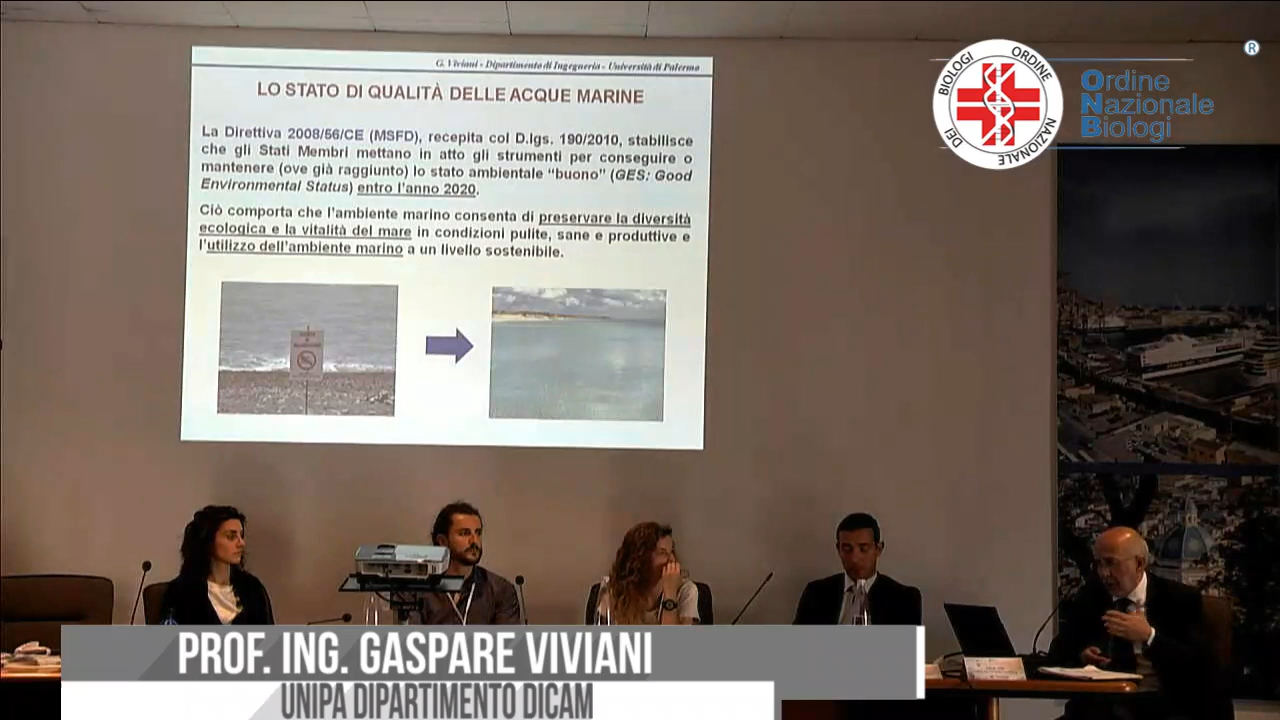 G. Viviani - Dipartimento di Ingegneria - Università di Palermo
LO STATO DI QUALITÀ DELLE ACQUE MARINE
La Direttiva 2008/56/CE (MSFD), recepita col D.lgs. 190/2010, stabilisce
che gli Stati Membri mettano in atto gli strumenti per conseguire o
mantenere (ove già raggiunto) lo stato ambientale “buono” (GES: Good
Environmental Status) entro l’anno 2020.
Ciò comporta che l’ambiente marino consenta di preservare la diversità
ecologica e la vitalità del mare in condizioni pulite, sane e produttive e
l’utilizzo dell’ambiente marino a un livello sostenibile.
ORDINE NAZIONALE DEI BIOLOGI
Ordine
Nazionale
Biologi
®
PROF. ING. GASPARE VIVIANI
UNIPA DIPARTIMENTO DICAM